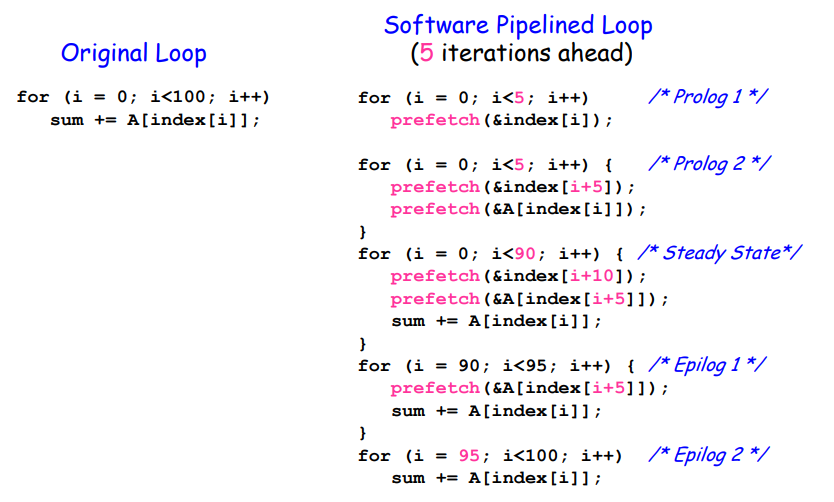 Original Loop
for (i = 0; i<100; i++)
sum += A[index[i]];
Software Pipelined Loop
(5 iterations ahead)
for (i = 0; i<5; i++) /* Prolog 1 */
prefetch(&index[i]);
for (i = 0; i<5; i++) { /* Prolog 2 */
prefetch(&index[i+5]);
prefetch(&A[index[i]]);
}
for (i = 0; i<90; i++) { /* Steady State*/
prefetch(&index[i+10]);
prefetch(&A[index[i+5]]);
sum += A[index[i]];
}
for (i = 90; i<95; i++) { /* Epilog 1 */
prefetch(&A[index[i+5]]);
sum += A[index[i]];
}
for (i = 95; i<100; i++) /* Epilog 2 */
sum += A[index[i]];